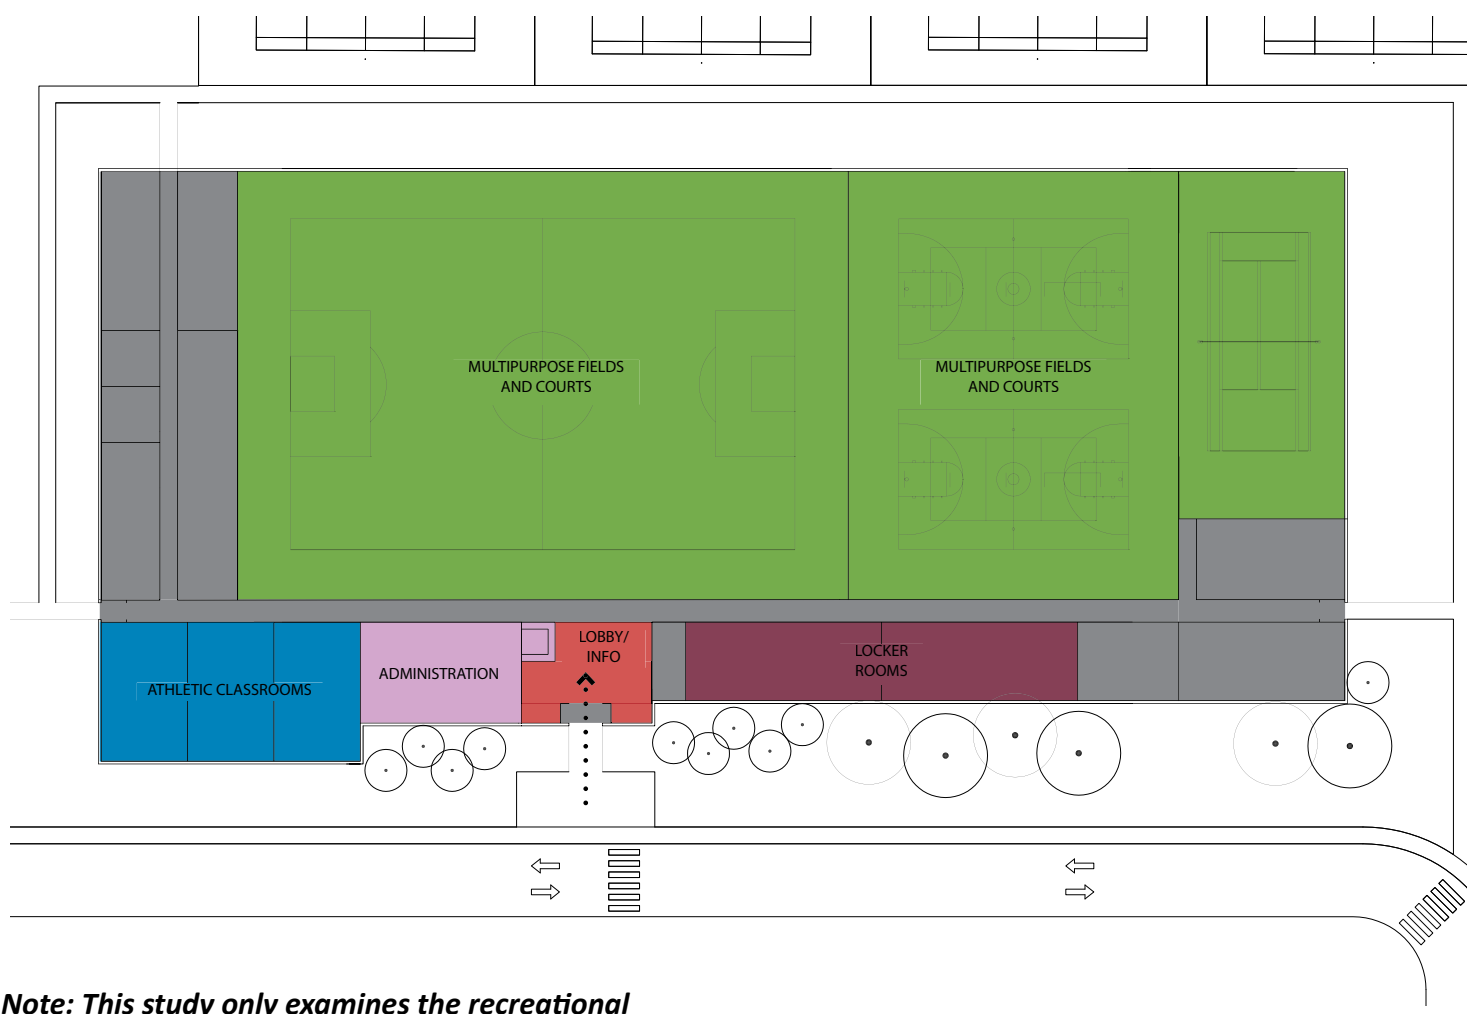 MULTIPURPOSE FIELDS
AND COURTS
MULTIPURPOSE FIELDS
AND COURTS
LOBBY/
INFO
LOCKER
ROOMS
ADMINISTRATION
ATHLETIC CLASSROOMS
Note: This study only examines the recreational